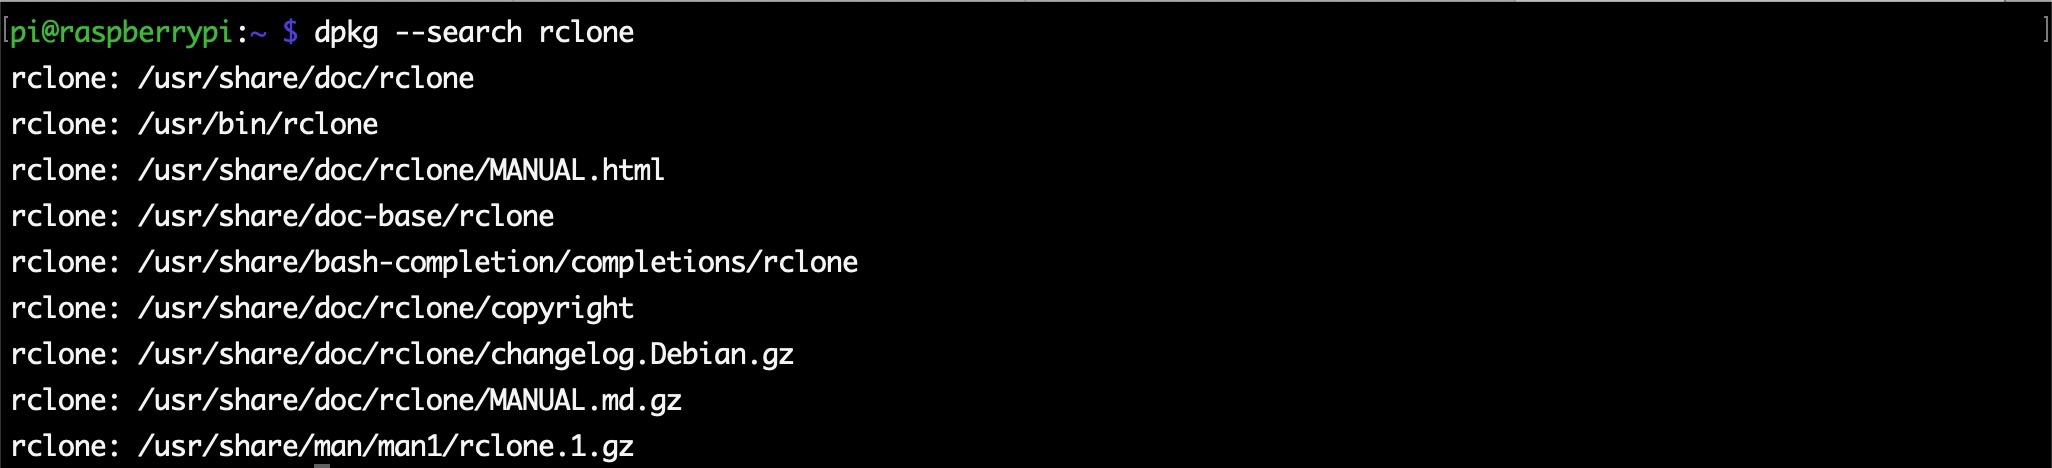 [pi@raspberrypi:~ $ dpkg --search rclone ]
rclone: /usr/share/doc/rclone
rclone: /usr/bin/rclone
rclone: /usr/share/doc/rclone/MANUAL.html
rclone: /usr/share/doc-base/rclone
rclone: /usr/share/bash-completion/completions/rclone
rclone: /usr/share/doc/rclone/copyright
rclone: /usr/share/doc/rclone/changelog.Debian.gz
rclone: /usr/share/doc/rclone/MANUAL.md.gz
rclone: /usr/share/man/man1/rclone.1.gz